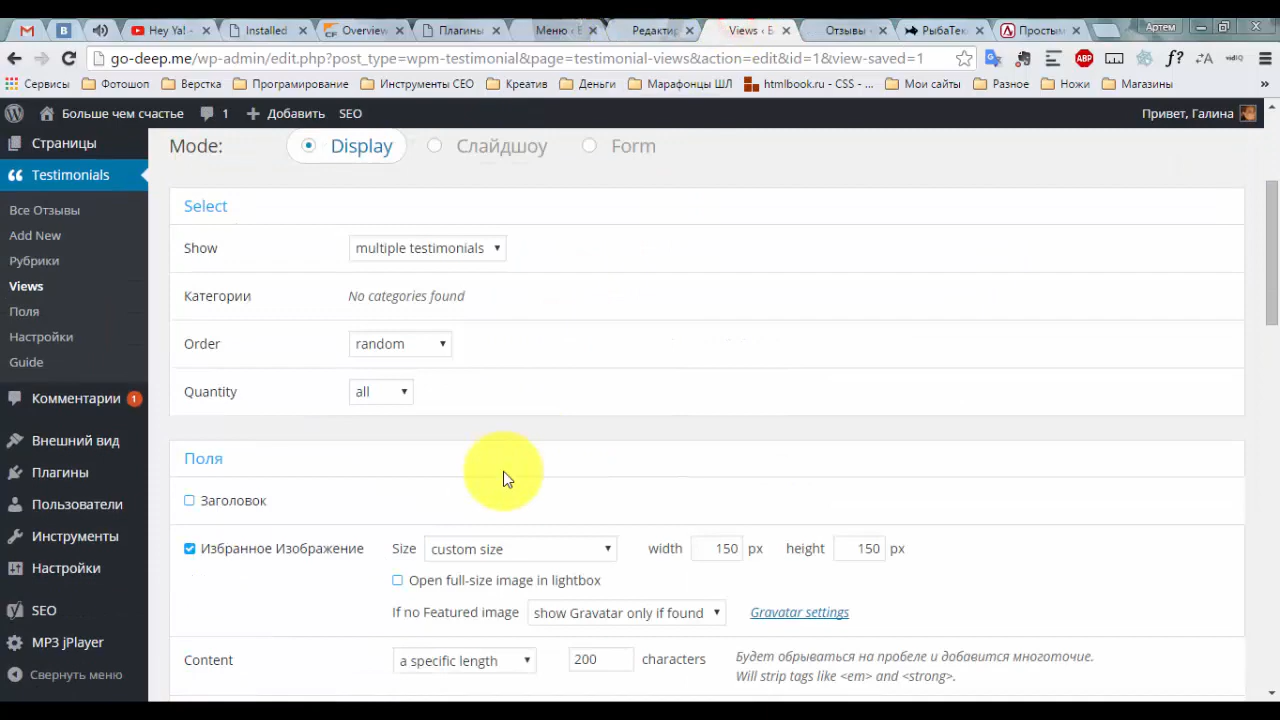 Hey Ya! -
Installed
Overview
Плагины
Меню ‹ Б
Редактир
Views ‹ Б
Отзывы ‹
РыбаТек
Простым
Артем
go-deep.me/wp-admin/edit.php?post_type=wpm-testimonial&page=testimonial-views&action=edit&id=1&view-saved=1
Сервисы Фотошоп Верстка Програмирование Инструменты СЕО Креатив Деньги Марафонцы ШЛ htmlbook.ru - CSS - ... Мои сайты Разное Ножи Магазины »
Больше чем счастье 1 Добавить SEO Привет, Галина
Страницы
Testimonials
Все Отзывы
Add New
Рубрики
Views
Поля
Настройки
Guide
Комментарии 1
Внешний вид
Плагины
Пользователи
Инструменты
Настройки
SEO
MP3 jPlayer
Свернуть меню
Mode: Display Слайдшоу Form
Select
Show multiple testimonials
Категории No categories found
Order random
Quantity all
Поля
Заголовок
Избранное Изображение Size custom size width 150 px height 150 px
Open full-size image in lightbox
If no Featured image show Gravatar only if found Gravatar settings
Content a specific length 200 characters Будет обрываться на пробеле и добавится многоточие.
Will strip tags like <em> and <strong>.